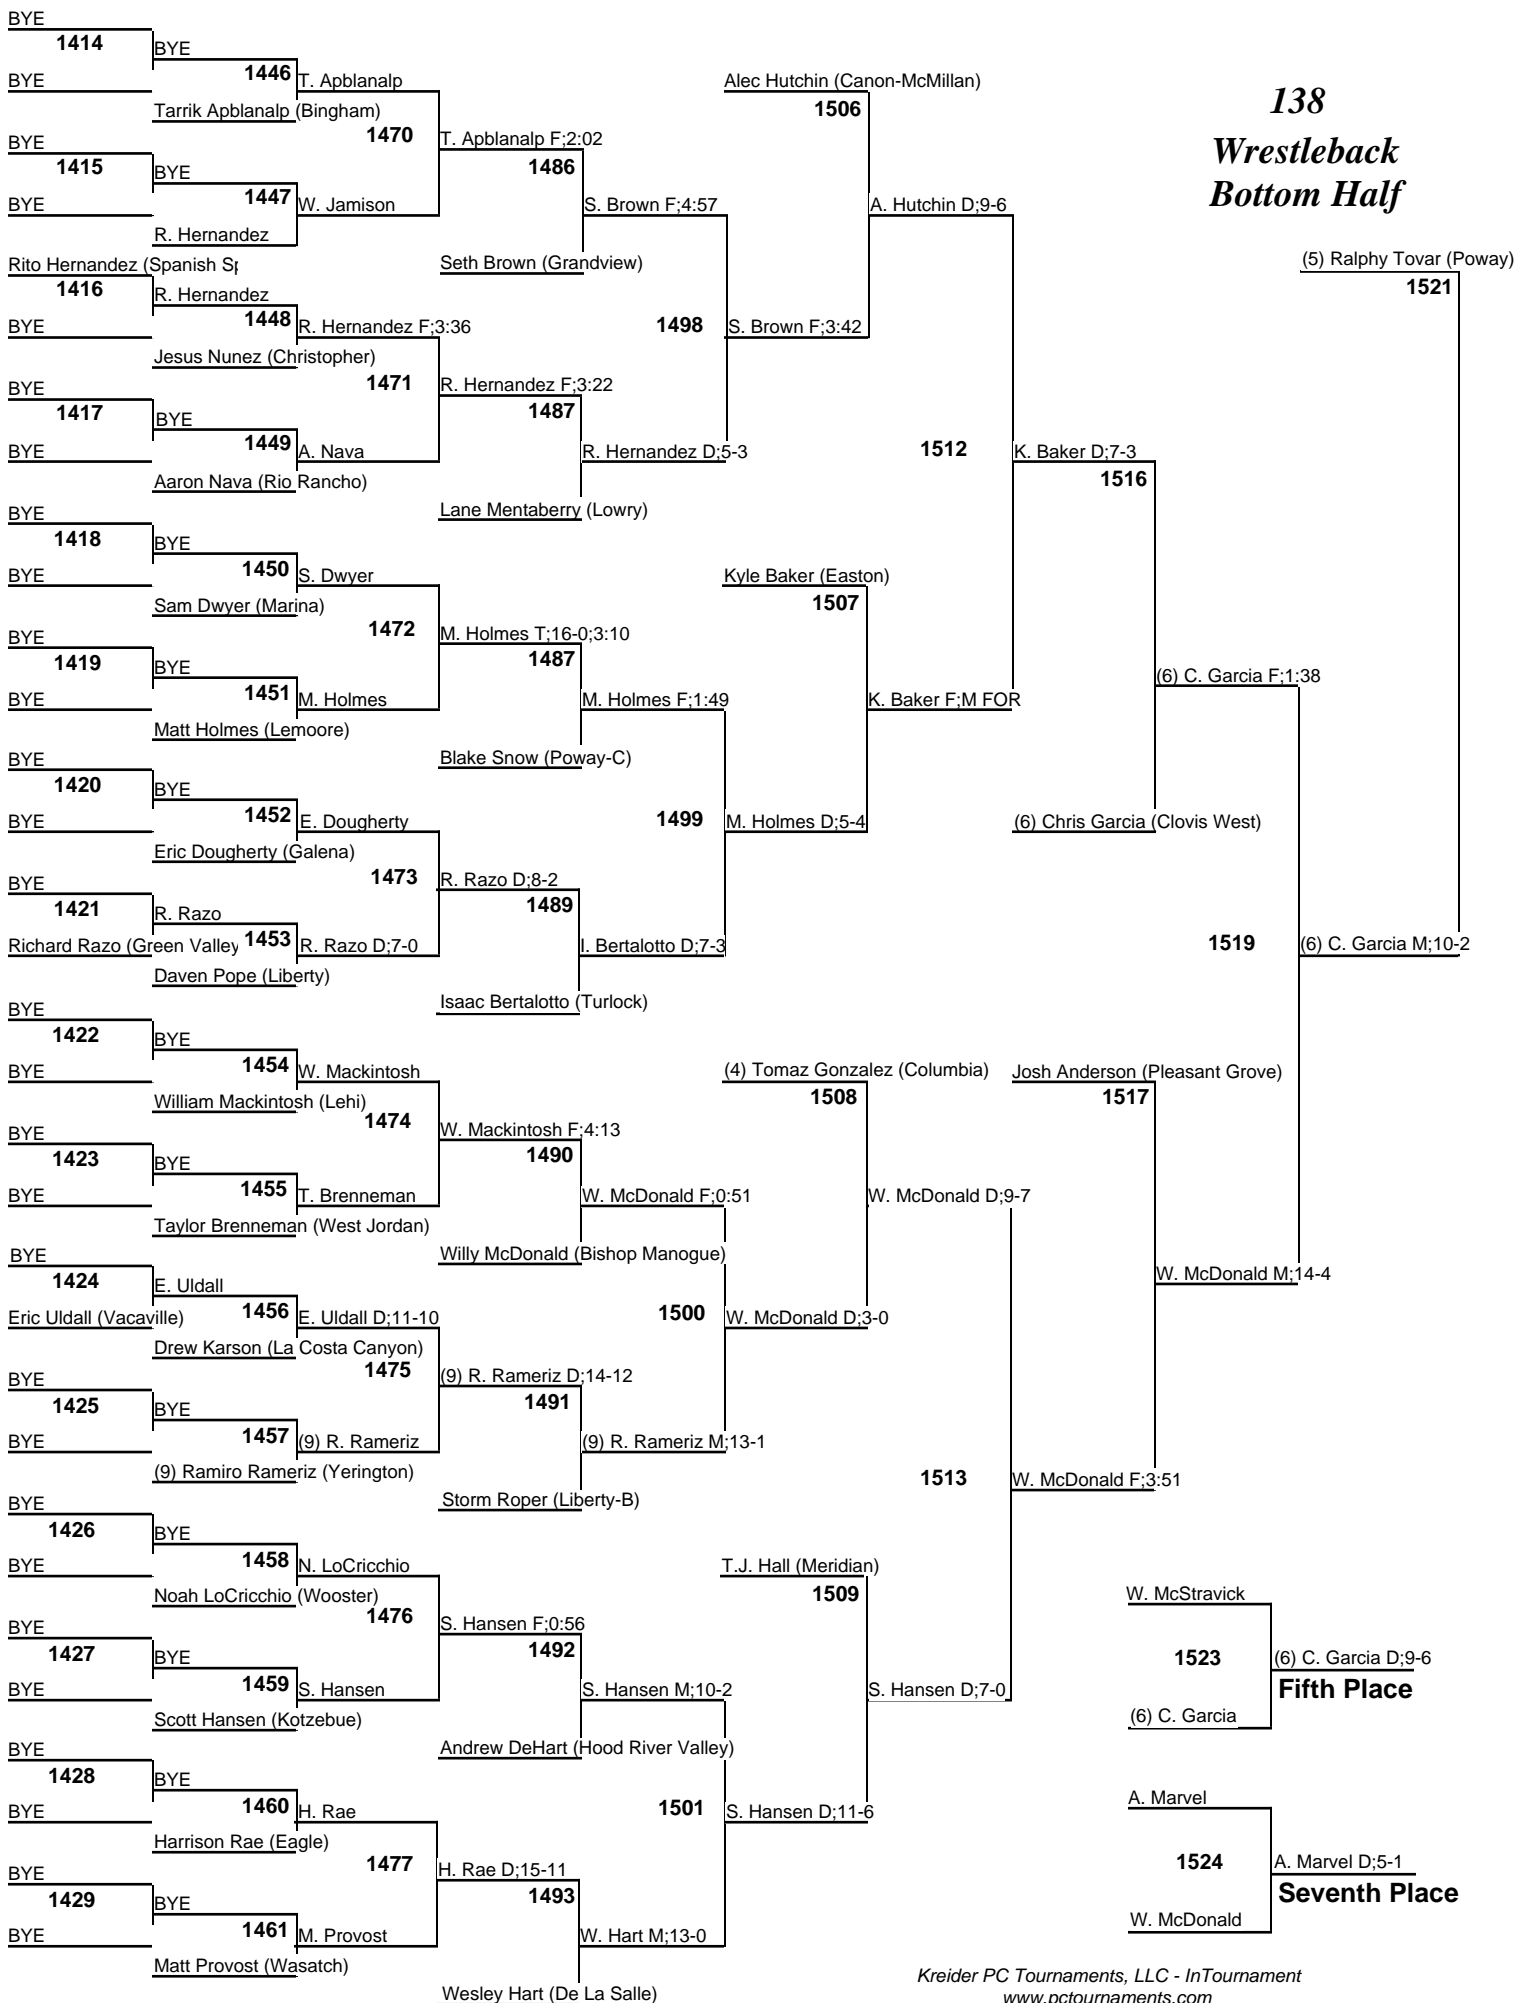 BYE
1414
BYE
BYE
1446
T. Apblanalp
Alec Hutchin (Canon-McMillan)
138
BYE
Tarrik Apblanalp (Bingham)
1506
1470
Wrestleback
BYE
T. Apblanalp F;2:02
1415
BYE
1486
Bottom Half
1447
BYE
W. Jamison
S. Brown F;4:57
A. Hutchin D;9-6
R. Hernandez
Rito Hernandez (Spanish Sp
Seth Brown (Grandview)
(5) Ralphy Tovar (Poway)
1416
R. Hernandez
1521
1448
BYE
R. Hernandez F;3:36
1498
S. Brown F;3:42
Jesus Nunez (Christopher)
BYE
1471
R. Hernandez F;3:22
1417
BYE
1487
BYE
1449
A. Nava
R. Hernandez D;5-3
1512
K. Baker D;7-3
Aaron Nava (Rio Rancho)
1516
BYE
Lane Mentaberry (Lowry)
1418
BYE
BYE
1450
S. Dwyer
Kyle Baker (Easton)
Sam Dwyer (Marina)
1507
BYE
1472
M. Holmes T;16-0;3:10
1419
BYE
1487
(6) C. Garcia F;1:38
BYE
1451
M. Holmes
M. Holmes F;1:49
K. Baker F;M FOR
Matt Holmes (Lemoore)
BYE
Blake Snow (Poway-C)
1420
BYE
BYE
1452
E. Dougherty
1499
M. Holmes D;5-4
(6) Chris Garcia (Clovis West)
Eric Dougherty (Galena)
BYE
1473
R. Razo D;8-2
1421
R. Razo
1489
Richard Razo (Green Valley
1453
R. Razo D;7-0
I. Bertalotto D;7-3
1519
(6) C. Garcia M;10-2
Daven Pope (Liberty)
BYE
Isaac Bertalotto (Turlock)
1422
BYE
BYE
1454
W. Mackintosh
(4) Tomaz Gonzalez (Columbia)
Josh Anderson (Pleasant Grove)
William Mackintosh (Lehi)
1508
1517
1474
BYE
W. Mackintosh F;4:13
1423
BYE
1490
BYE
1455
T. Brenneman
W. McDonald F;0:51
W. McDonald D;9-7
Taylor Brenneman (West Jordan)
BYE
Willy McDonald (Bishop Manogue)
1424
E. Uldall
W. McDonald M;14-4
Eric Uldall (Vacaville)
1456
E. Uldall D;11-10
1500
W. McDonald D;3-0
Drew Karson (La Costa Canyon)
BYE
1475
(9) R. Rameriz D;14-12
1425
BYE
1491
BYE
1457
(9) R. Rameriz
(9) R. Rameriz M;13-1
(9) Ramiro Rameriz (Yerington)
1513
W. McDonald F;3:51
BYE
Storm Roper (Liberty-B)
1426
BYE
BYE
1458
N. LoCricchio
T.J. Hall (Meridian)
Noah LoCricchio (Wooster)
1509
W. McStravick
BYE
1476
S. Hansen F;0:56
1427
BYE
1492
1523
(6) C. Garcia D;9-6
BYE
1459
S. Hansen
S. Hansen M;10-2
S. Hansen D;7-0
Fifth Place
Scott Hansen (Kotzebue)
(6) C. Garcia
BYE
Andrew DeHart (Hood River Valley)
1428
BYE
BYE
1460
H. Rae
1501
S. Hansen D;11-6
A. Marvel
Harrison Rae (Eagle)
BYE
1477
H. Rae D;15-11
1524
A. Marvel D;5-1
1429
BYE
1493
Seventh Place
BYE
1461
M. Provost
W. Hart M;13-0
W. McDonald
Matt Provost (Wasatch)
Wesley Hart (De La Salle)
Kreider PC Tournaments, LLC - InTournament
www.pctournaments.com